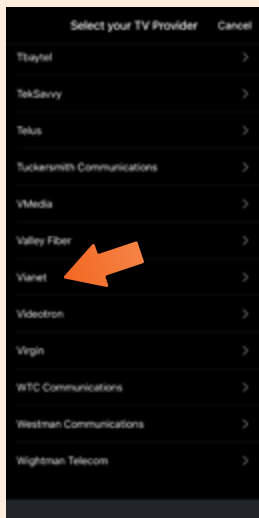 Select your TV Provider Cancel
Tbaytel
TekSavvy
Telus
Tuckersmith Communications
VMedia
Valley Fiber
Vianet
Videotron
Virgin
WTC Communications
Westman Communications
Wightman Telecom